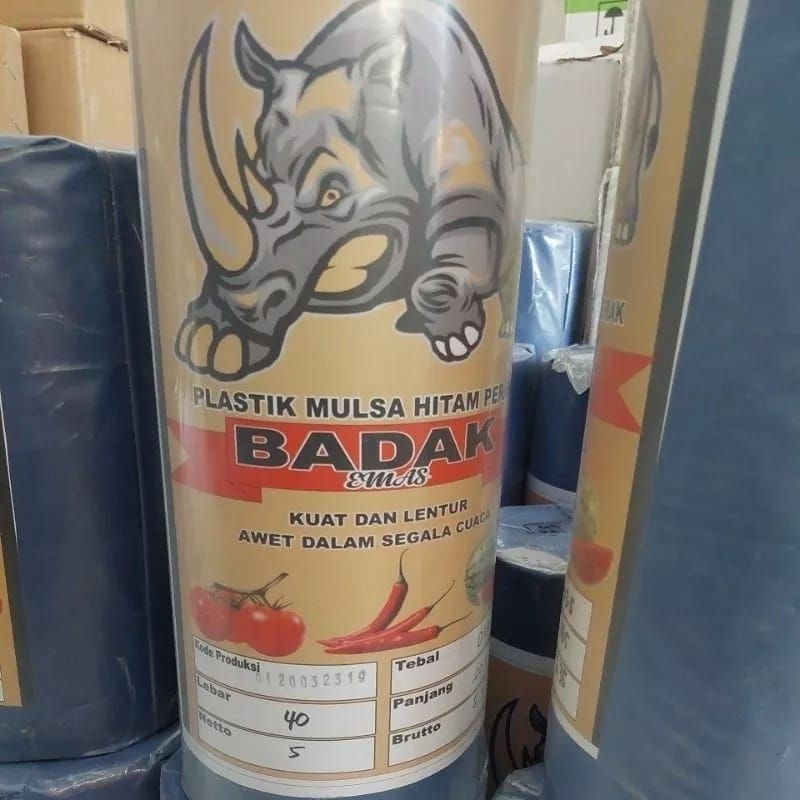 PLASTIK MULSA HITAM
BADAK
EMAS
KUAT DAN LENTUR
AWET DALAM SEGALA CUACA
Kode Produksi 0120032319
Lebar 40
Netto 5
Tebal
Panjang
Brutto